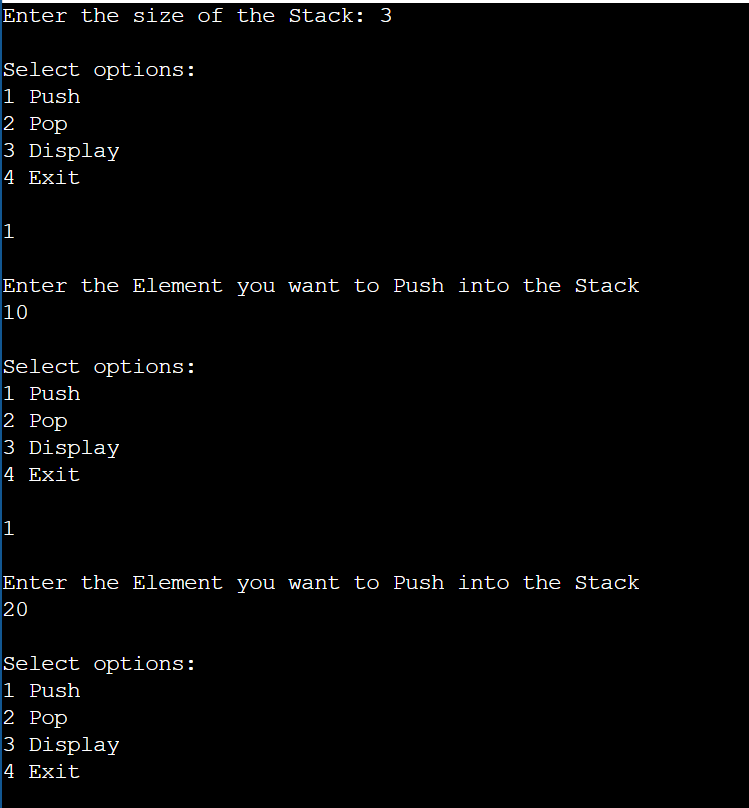 Enter the size of the Stack: 3
Select options:
1 Push
2 Pop
3 Display
4 Exit
1
Enter the Element you want to Push into the Stack
10
Select options:
1 Push
2 Pop
3 Display
4 Exit
1
Enter the Element you want to Push into the Stack
20
Select options:
1 Push
2 Pop
3 Display
4 Exit